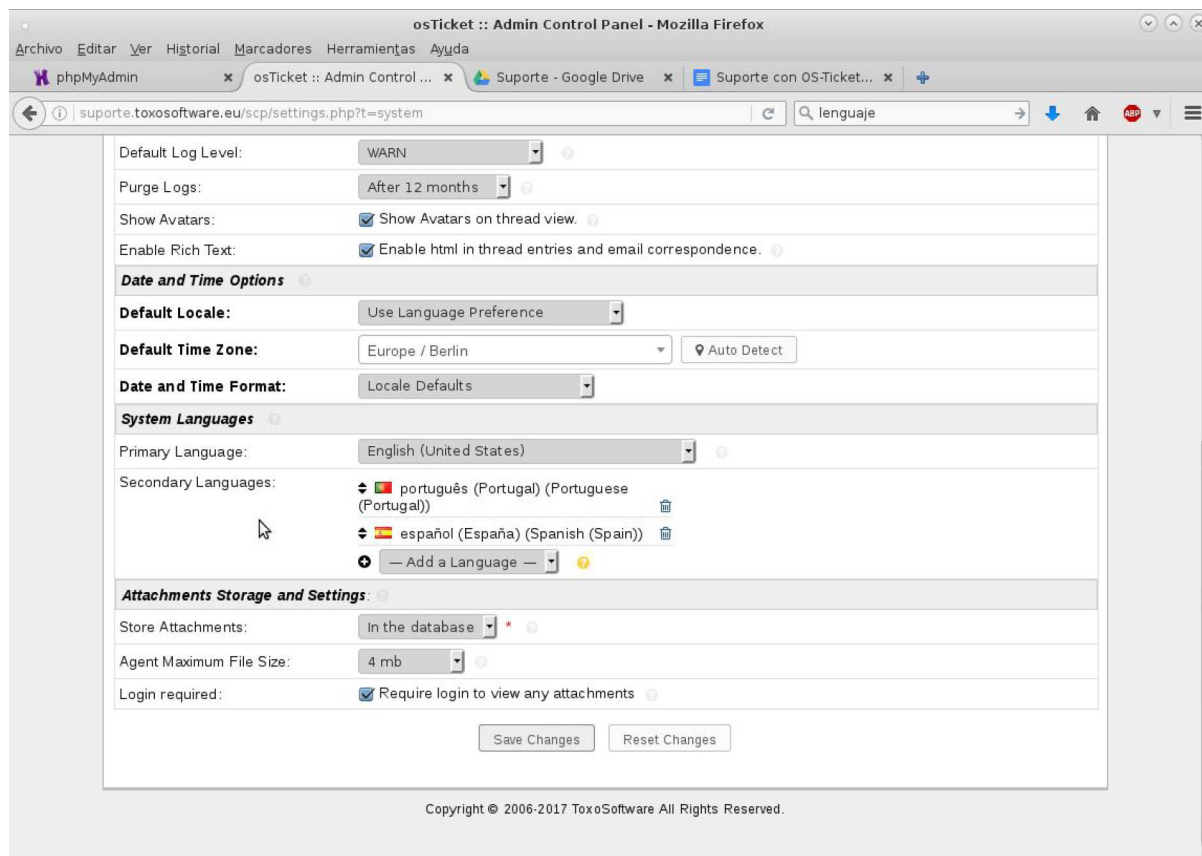 osTicket :: Admin Control Panel - Mozilla Firefox
Archivo Editar Ver Historial Marcadores Herramientas Ayuda
phpMyAdmin osTicket :: Admin Control ... Suporte - Google Drive Suporte con OS-Ticket...
suporte.toxosoftware.eu/scp/settings.php?t=system lenguaje ABP
Default Log Level: WARN
Purge Logs: After 12 months
Show Avatars: Show Avatars on thread view.
Enable Rich Text: Enable html in thread entries and email correspondence.
Date and Time Options
Default Locale: Use Language Preference
Default Time Zone: Europe / Berlin Auto Detect
Date and Time Format: Locale Defaults
System Languages
Primary Language: English (United States)
Secondary Languages: português (Portugal) (Portuguese
(Portugal))
español (España) (Spanish (Spain))
— Add a Language —
Attachments Storage and Settings:
Store Attachments: In the database *
Agent Maximum File Size: 4 mb
Login required: Require login to view any attachments
Save Changes Reset Changes
Copyright © 2006-2017 ToxoSoftware All Rights Reserved.